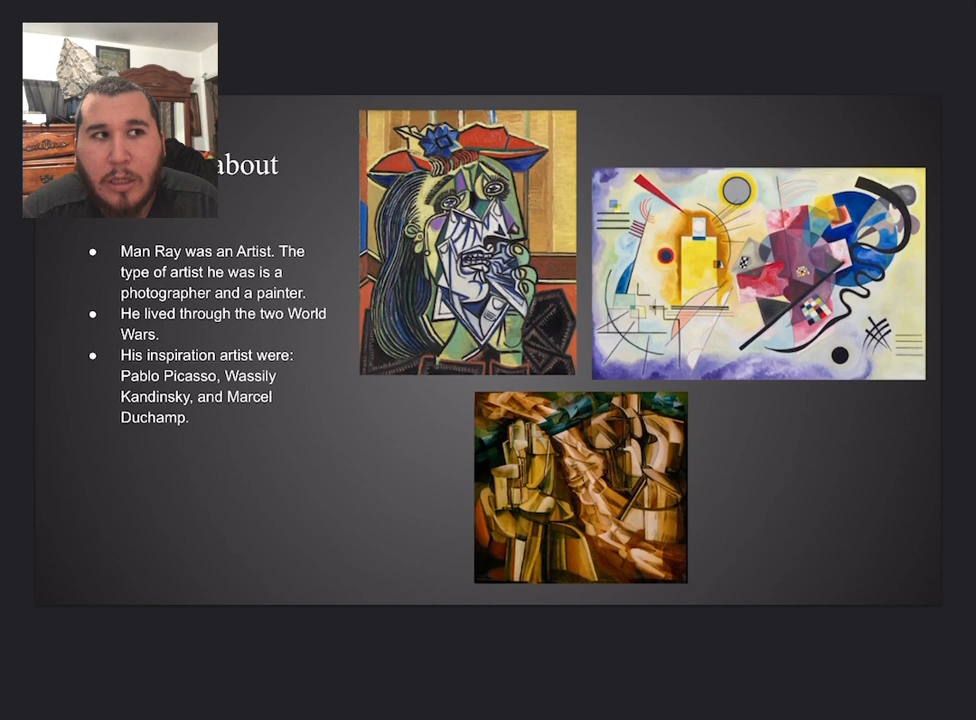 about
● Man Ray was an Artist. The
type of artist he was is a
photographer and a painter.
● He lived through the two World
Wars.
● His inspiration artist were:
Pablo Picasso, Wassily
Kandinsky, and Marcel
Duchamp.